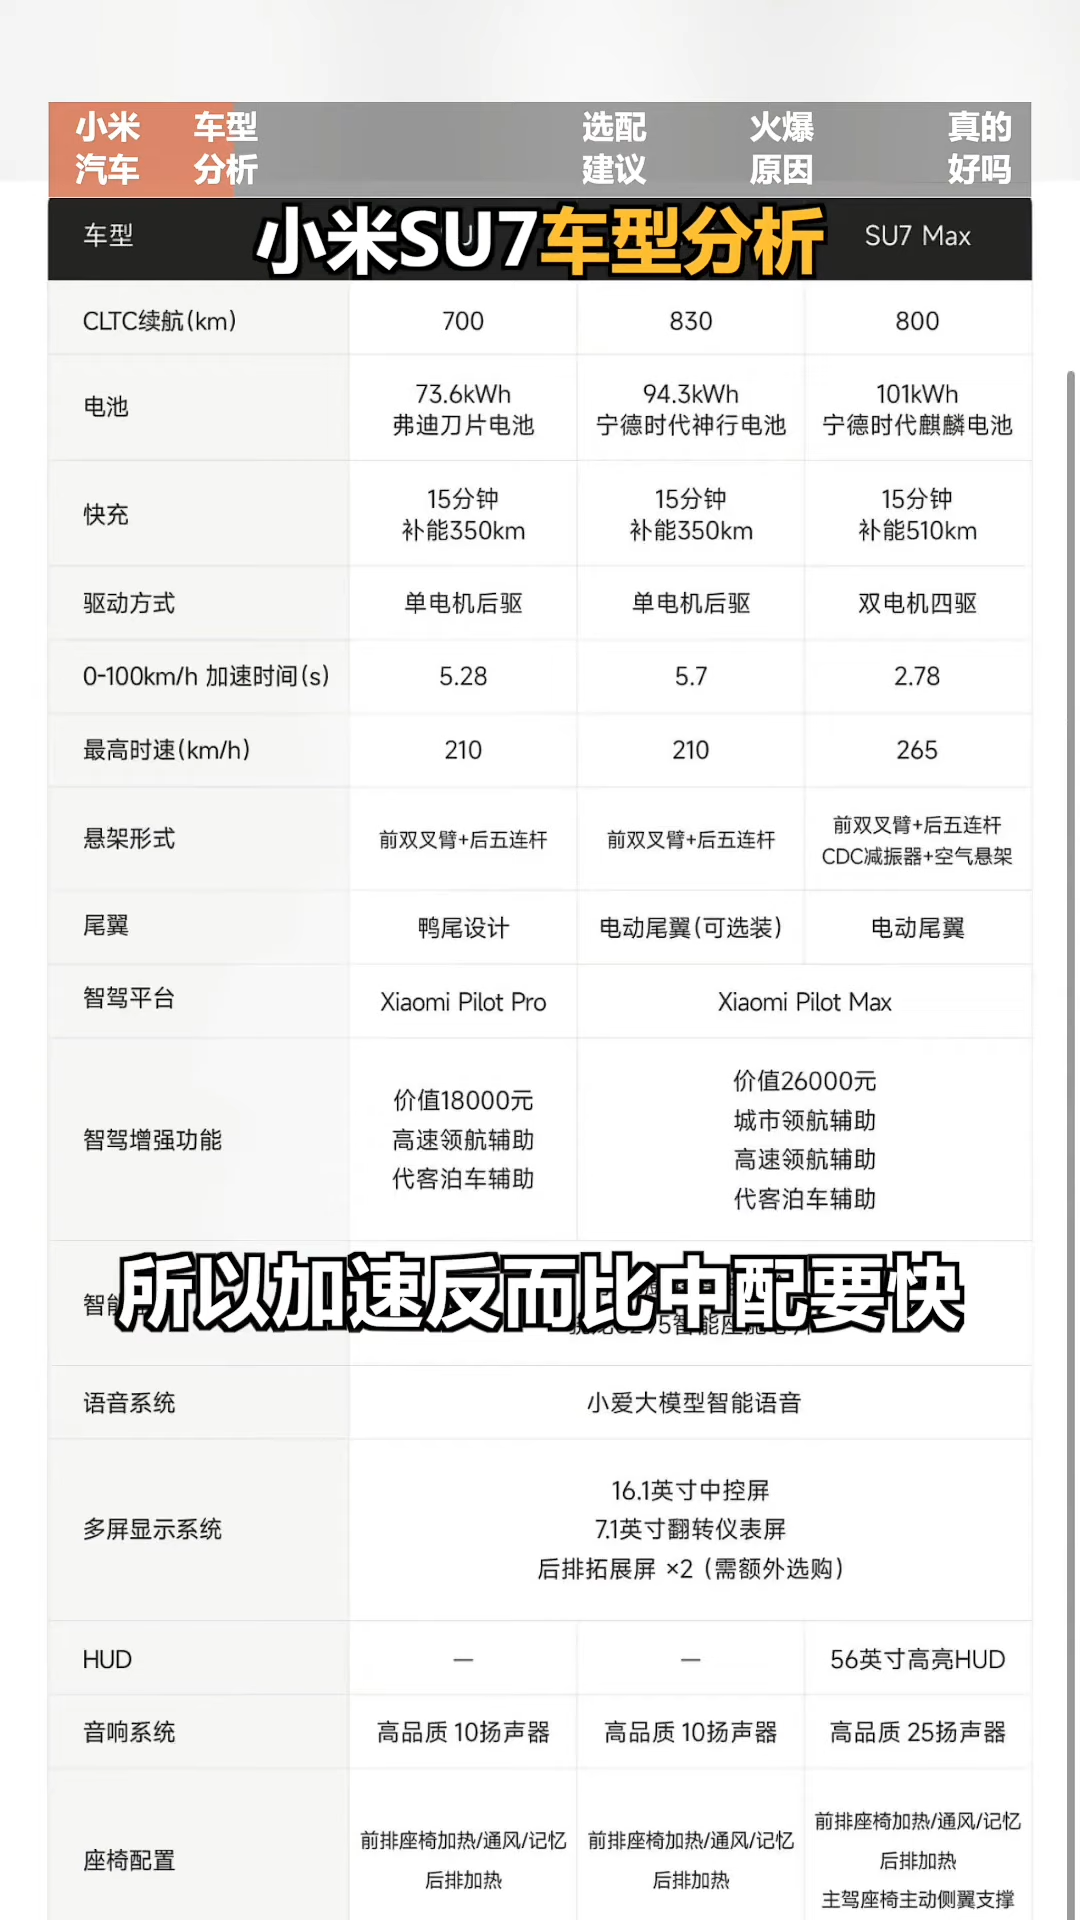 小米 车型 选配 火爆 真的
汽车 分析 建议 原因 好吗
车型 SU7 Max
小米SU7车型分析
CLTC续航(km) 700 830 800
电池 73.6kWh 94.3kWh 101kWh
弗迪刀片电池 宁德时代神行电池 宁德时代麒麟电池
快充 15分钟 15分钟 15分钟
补能350km 补能350km 补能510km
驱动方式 单电机后驱 单电机后驱 双电机四驱
0-100km/h 加速时间(s) 5.28 5.7 2.78
最高时速(km/h) 210 210 265
悬架形式 前双叉臂+后五连杆 前双叉臂+后五连杆 前双叉臂+后五连杆
CDC减振器+空气悬架
尾翼 鸭尾设计 电动尾翼(可选装) 电动尾翼
智驾平台 Xiaomi Pilot Pro Xiaomi Pilot Max
智驾增强功能 价值18000元 价值26000元
高速领航辅助 城市领航辅助
代客泊车辅助 高速领航辅助
代客泊车辅助
所以加速反而比中配要快
语音系统 小爱大模型智能语音
多屏显示系统 16.1英寸中控屏
7.1英寸翻转仪表屏
后排拓展屏 ×2 (需额外选购)
HUD — — 56英寸高亮HUD
音响系统 高品质 10扬声器 高品质 10扬声器 高品质 25扬声器
座椅配置 前排座椅加热/通风/记忆 前排座椅加热/通风/记忆 前排座椅加热/通风/记忆
后排加热 后排加热 后排加热
主驾座椅主动侧翼支撑